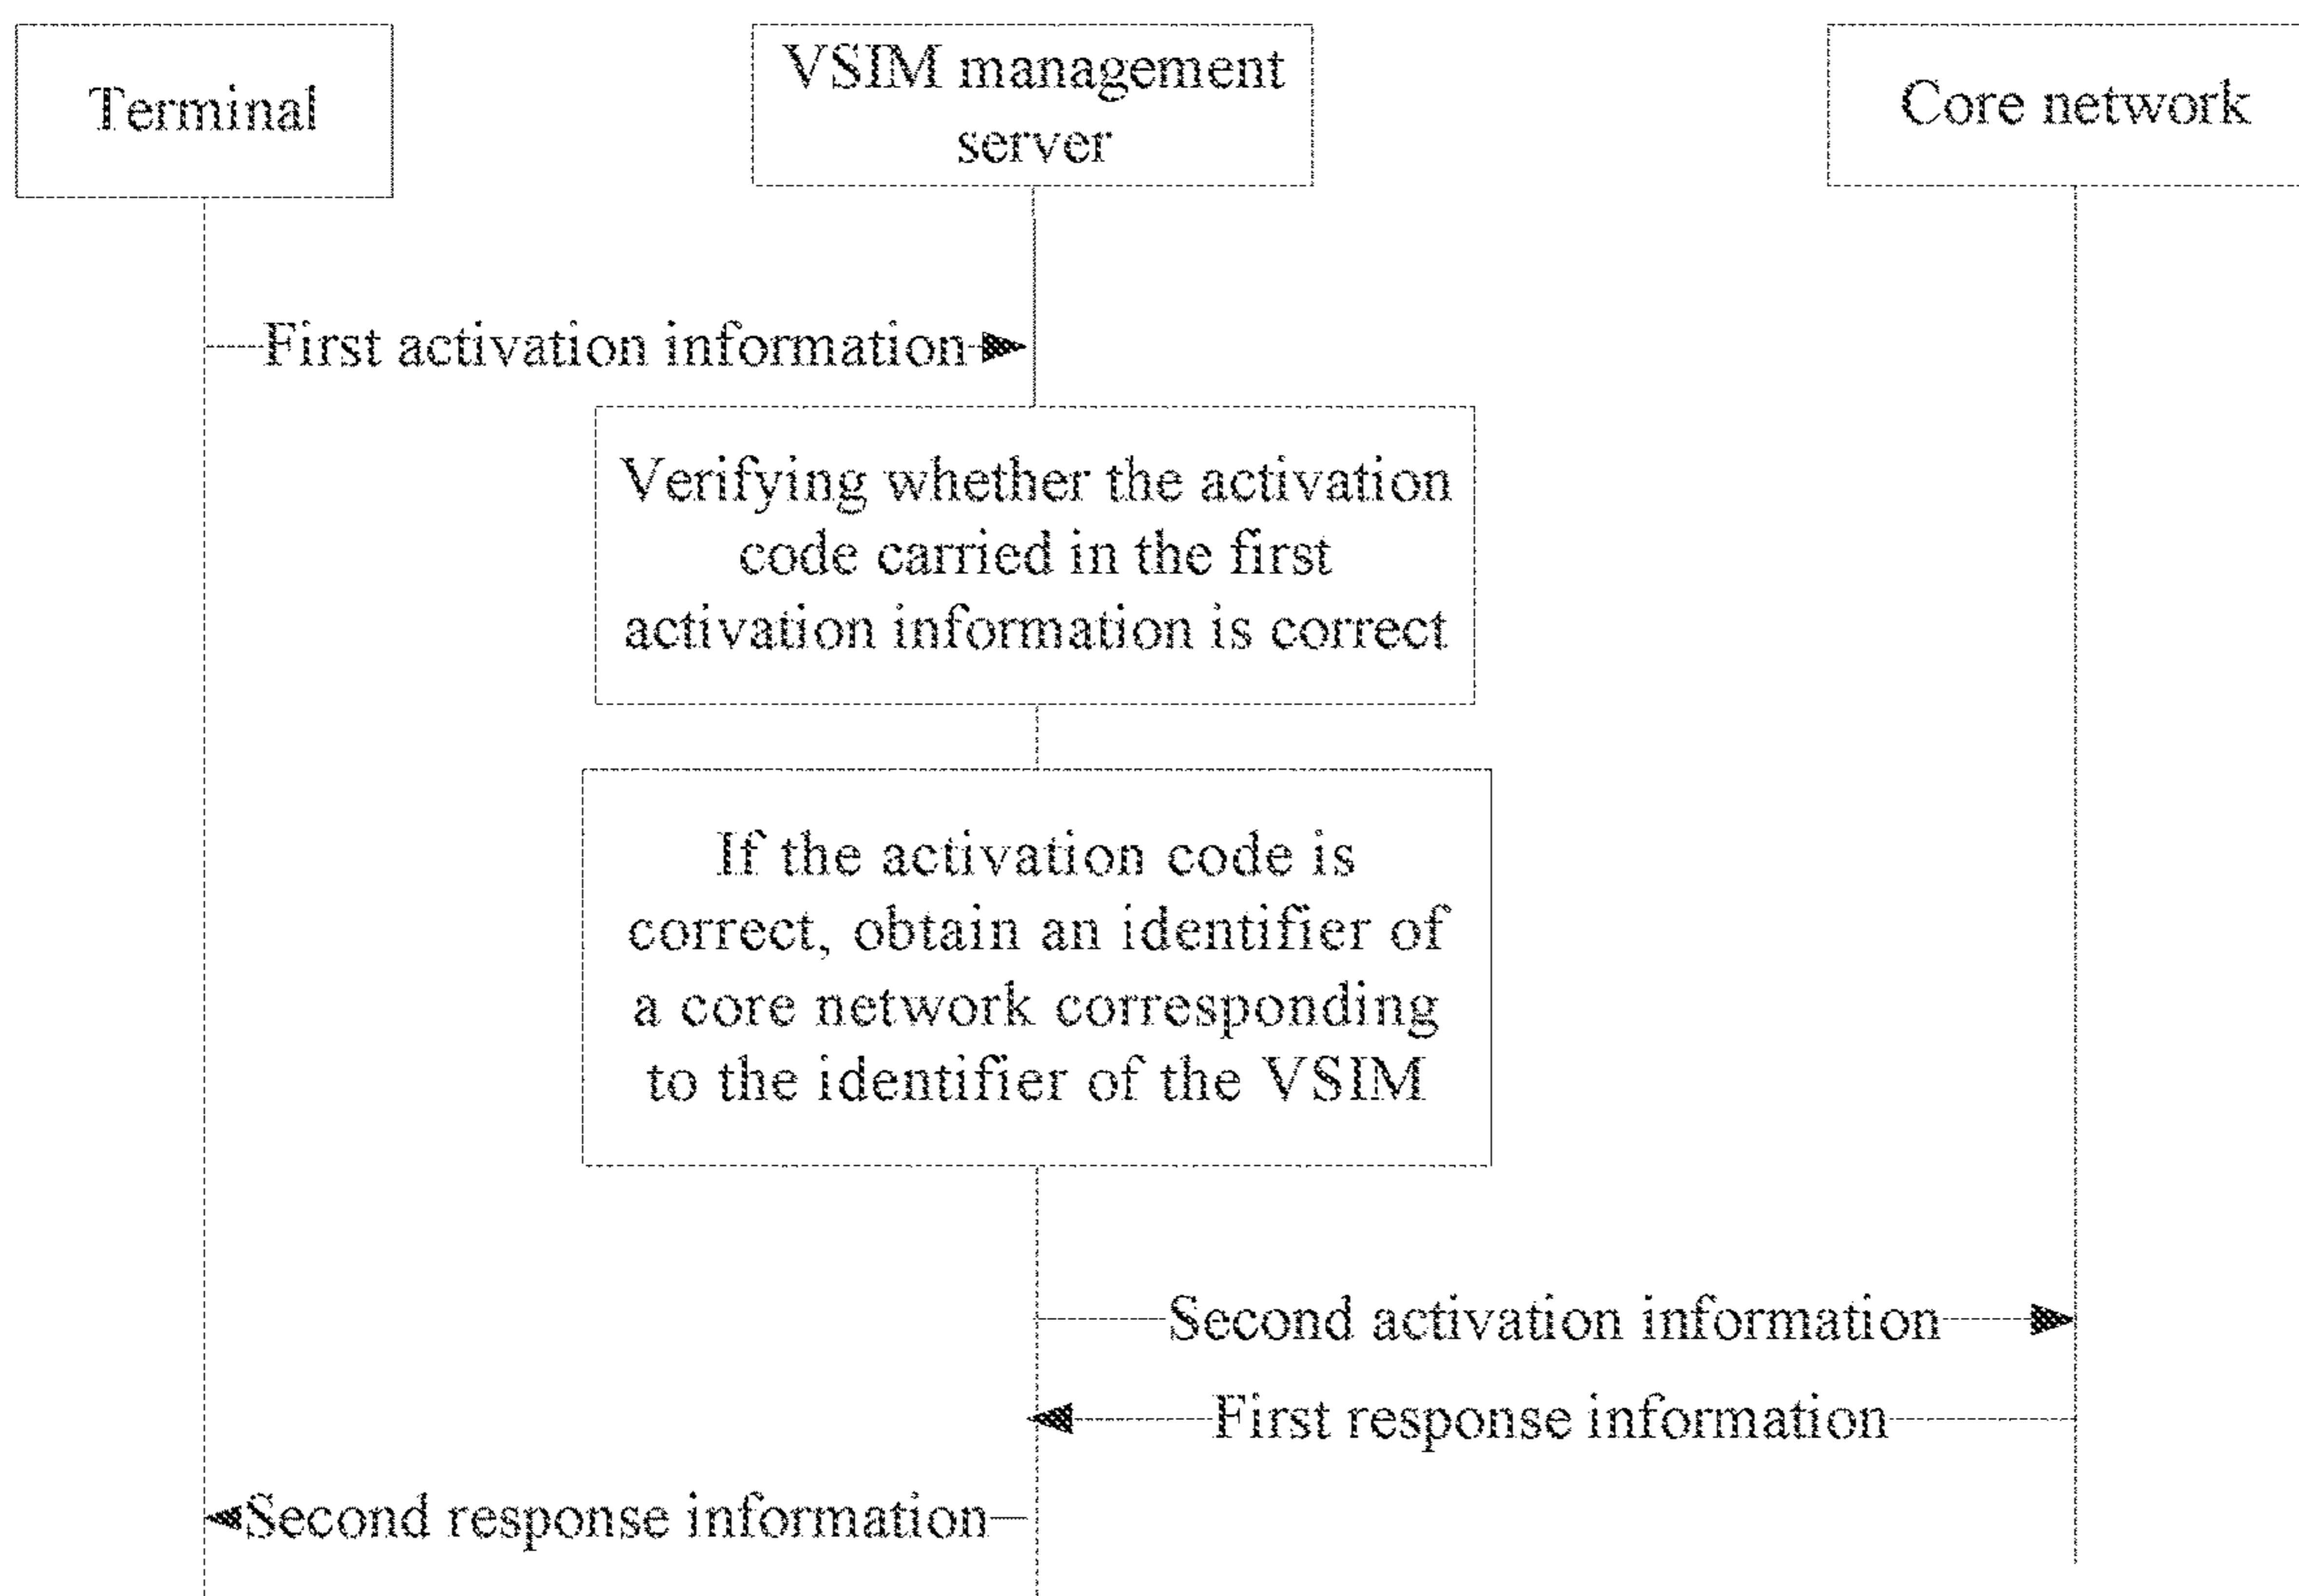 Terminal
VSIM management
server
Core network
First activation information
Verifying whether the activation
code carried in the first
activation information is correct
If the activation code is
correct, obtain an identifier of
a core network corresponding
to the identifier of the VSIM
Second activation information
First response information
Second response information